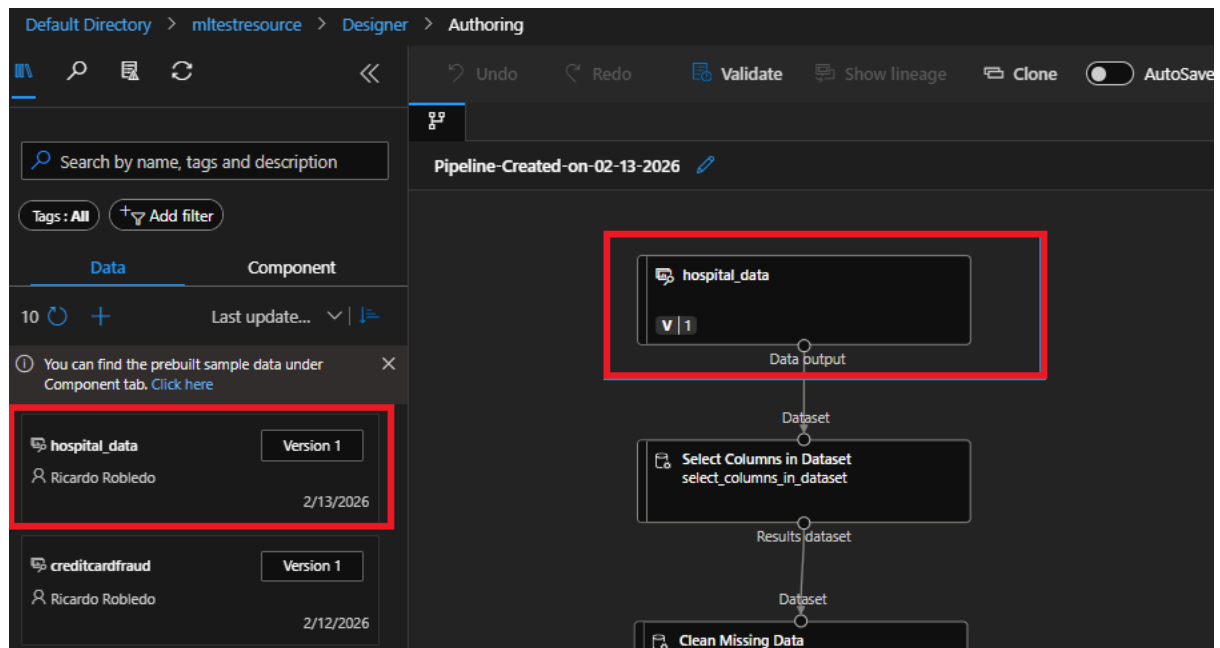 Default Directory > mltestresource > Designer > Authoring
Undo Redo Validate Show lineage Clone AutoSave
Search by name, tags and description
Tags : All Add filter
Data Component
10 Last update...
You can find the prebuilt sample data under
Component tab. Click here
hospital_data Version 1
Ricardo Robledo
2/13/2026
creditcardfraud Version 1
Ricardo Robledo
2/12/2026
Pipeline-Created-on-02-13-2026
hospital_data
V 1
Data output
Dataset
Select Columns in Dataset
select_columns_in_dataset
Results dataset
Dataset
Clean Missing Data